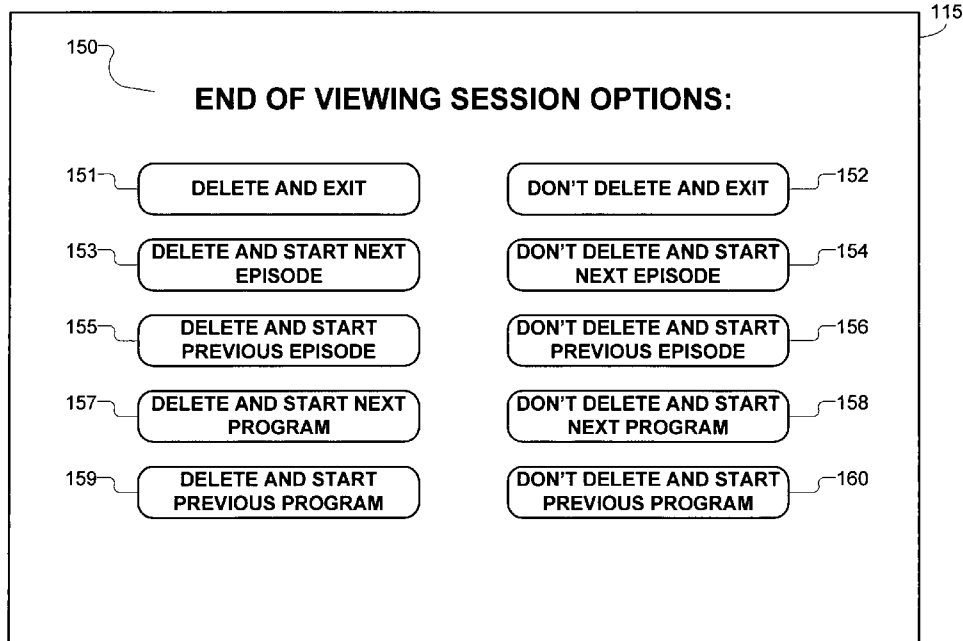 115
150
END OF VIEWING SESSION OPTIONS:
151
DELETE AND EXIT
DON'T DELETE AND EXIT
152
153
DELETE AND START NEXT
EPISODE
DON'T DELETE AND START
NEXT EPISODE
154
155
DELETE AND START
PREVIOUS EPISODE
DON'T DELETE AND START
PREVIOUS EPISODE
156
157
DELETE AND START NEXT
PROGRAM
DON'T DELETE AND START
NEXT PROGRAM
158
159
DELETE AND START
PREVIOUS PROGRAM
DON'T DELETE AND START
PREVIOUS PROGRAM
160